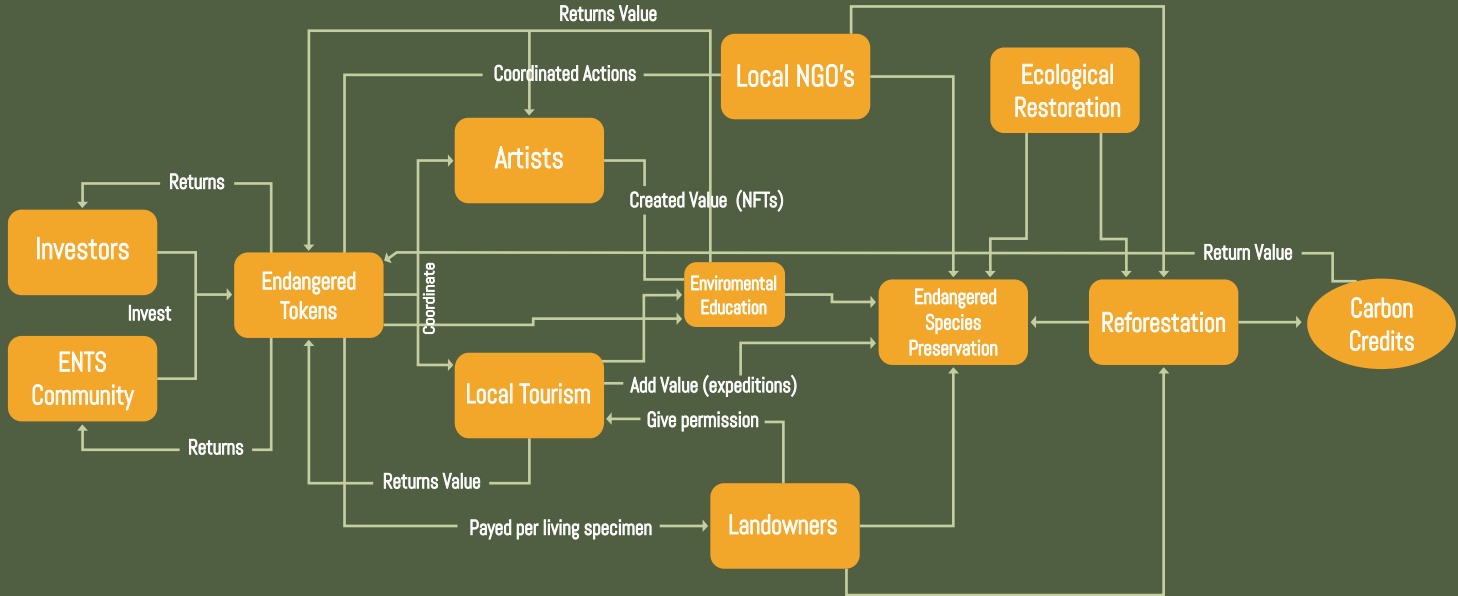 Returns Value
Coordinated Actions
Local NGO's
Ecological
Restoration
Artists
Returns
Created Value (NFTs)
Investors
Return Value
Endangered
Tokens
Coordinate
Enviromental
Education
Endangered
Species
Preservation
Reforestation
Carbon
Credits
Invest
ENTS
Community
Local Tourism
Add Value (expeditions)
Give permission
Returns
Returns Value
Payed per living specimen
Landowners